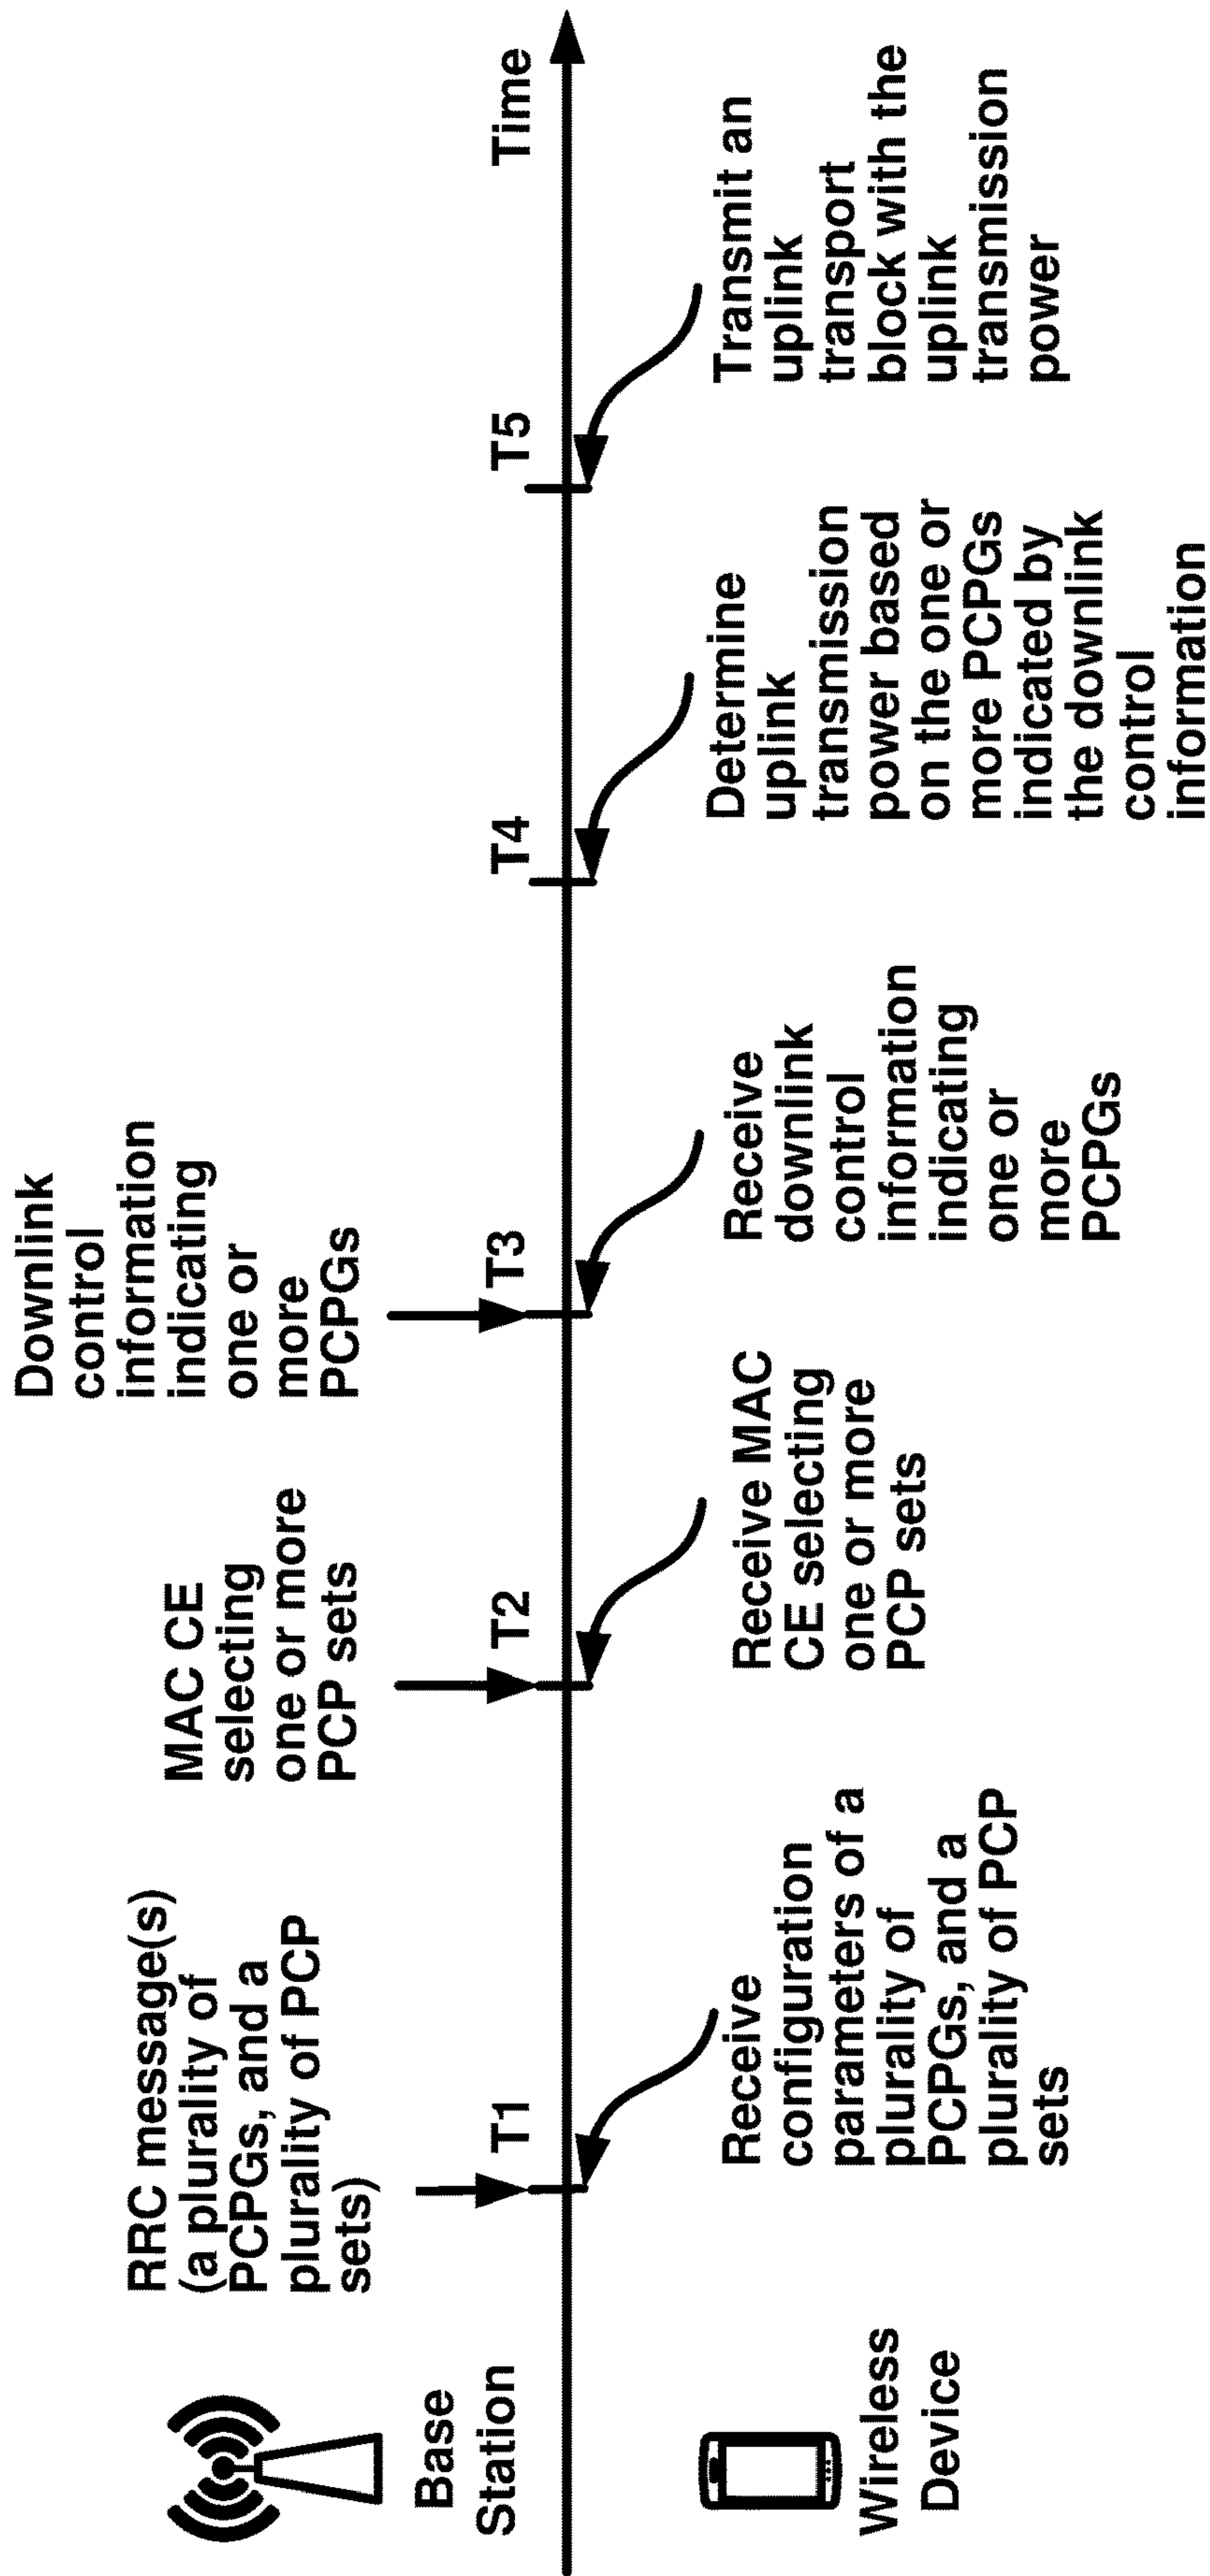 Base
Station
RRC message(s)
(a plurality of
PCPGs, and a
plurality of PCP
sets)
MAC CE
selecting
one or more
PCP sets
Downlink
control
information
indicating
one or
more
PCPGs
T1
T2
T3
T4
T5
Time
Wireless
Device
Receive
configuration
parameters of a
plurality of
PCPGs, and a
plurality of PCP
sets
Receive MAC
CE selecting
one or more
PCP sets
Receive
downlink
control
information
indicating
one or
more
PCPGs
Determine
uplink
transmission
power based
on the one or
more PCPGs
indicated by
the downlink
control
information
Transmit an
uplink
transport
block with the
uplink
transmission
power